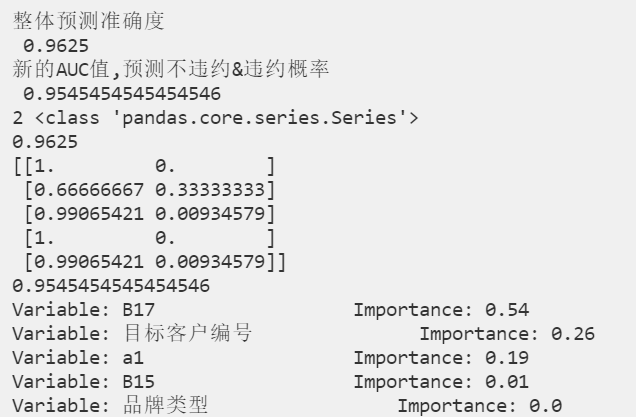 整体预测准确度
0.9625
新的AUC值,预测不违约&违约概率
0.9545454545454546
2 <class 'pandas.core.series.Series'>
0.9625
[[1.         0.        ]
 [0.66666667 0.33333333]
 [0.99065421 0.00934579]
 [1.         0.        ]
 [0.99065421 0.00934579]]
0.9545454545454546
Variable: B17                  Importance: 0.54
Variable: 目标客户编号               Importance: 0.26
Variable: a1                   Importance: 0.19
Variable: B15                  Importance: 0.01
Variable: 品牌类型                 Importance: 0.0